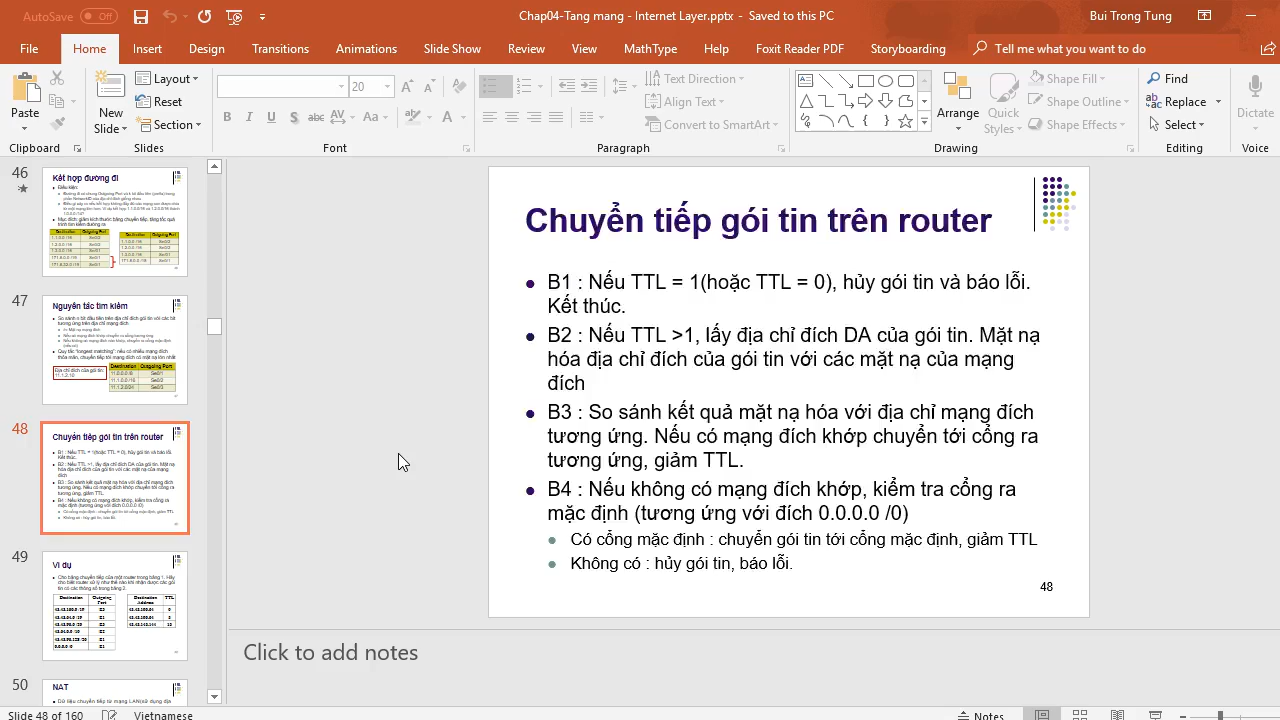 AutoSave Off
Chap04-Tang mang - Internet Layer.pptx - Saved to this PC
Bui Trong Tung
File Home Insert Design Transitions Animations Slide Show Review View MathType Help Foxit Reader PDF Storyboarding Tell me what you want to do
Paste
New Slide
Layout
Reset
Section
20
Text Direction
Align Text
Convert to SmartArt
Arrange
Quick Styles
Shape Fill
Shape Outline
Shape Effects
Find
Replace
Select
Dictate
Clipboard Slides Font Paragraph Drawing Editing Voice
46
Kết hợp đường đi
47
Nguyên tắc tìm kiếm
48
Chuyển tiếp gói tin trên router
49
Ví dụ
50
NAT
Chuyển tiếp gói tin trên router
B1 : Nếu TTL = 1(hoặc TTL = 0), hủy gói tin và báo lỗi.
Kết thúc.
B2 : Nếu TTL >1, lấy địa chỉ đích DA của gói tin. Mặt nạ
hóa địa chỉ đích của gói tin với các mặt nạ của mạng
đích
B3 : So sánh kết quả mặt nạ hóa với địa chỉ mạng đích
tương ứng. Nếu có mạng đích khớp chuyển tới cổng ra
tương ứng, giảm TTL.
B4 : Nếu không có mạng đích khớp, kiểm tra cổng ra
mặc định (tương ứng với đích 0.0.0.0 /0)
Có cổng mặc định : chuyển gói tin tới cổng mặc định, giảm TTL
Không có : hủy gói tin, báo lỗi.
48
Click to add notes
Slide 48 of 160
Vietnamese
Notes